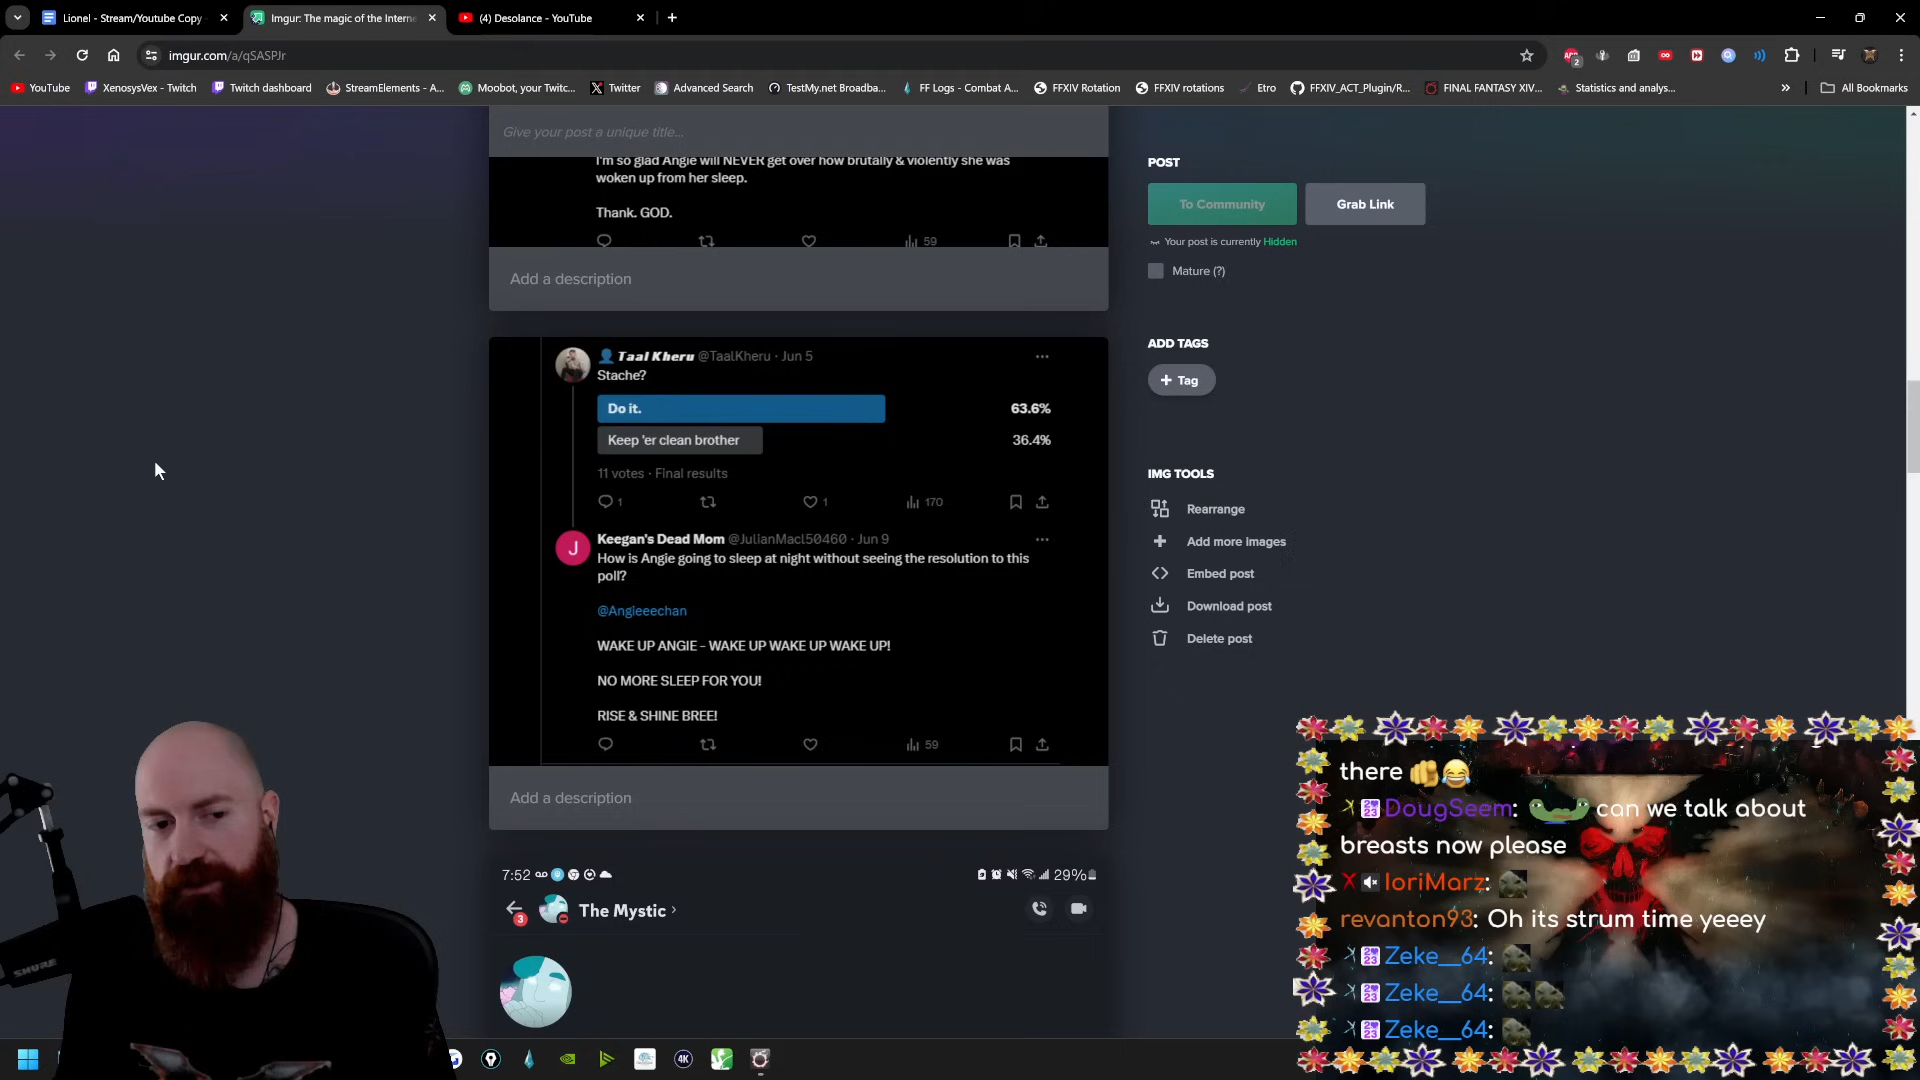 Lionel - Stream/Youtube Copy
Imgur: The magic of the Interne
(4) Desolance - YouTube
imgur.com/a/qSASPJr
YouTube
XenosysVex - Twitch
Twitch dashboard
StreamElements - A...
Moobot, your Twitc...
Twitter
Advanced Search
TestMy.net Broadba...
FF Logs - Combat A...
FFXIV Rotation
FFXIV rotations
Etro
FFXIV_ACT_Plugin/R...
FINAL FANTASY XIV...
Statistics and analys...
All Bookmarks
Give your post a unique title...
I'm so glad Angie will NEVER get over how brutally & violently she was
woken up from her sleep.
Thank. GOD.
59
Add a description
POST
To Community
Grab Link
Your post is currently Hidden
Mature (?)
ADD TAGS
+ Tag
IMG TOOLS
Rearrange
Add more images
Embed post
Download post
Delete post
Taal Kheru @TaalKheru · Jun 5
Stache?
Do it. 63.6%
Keep 'er clean brother 36.4%
11 votes · Final results
1 1 170
J
Keegan's Dead Mom @JulianMacl50460 · Jun 9
How is Angie going to sleep at night without seeing the resolution to this
poll?
@Angieeechan
WAKE UP ANGIE - WAKE UP WAKE UP WAKE UP!
NO MORE SLEEP FOR YOU!
RISE & SHINE BREE!
59
Add a description
7:52 29%
3 The Mystic
SHURE
4K
there
DougSeem: can we talk about
breasts now please
IoriMarz:
revanton93: Oh its strum time yeeey
Zeke__64:
Zeke__64:
Zeke__64: